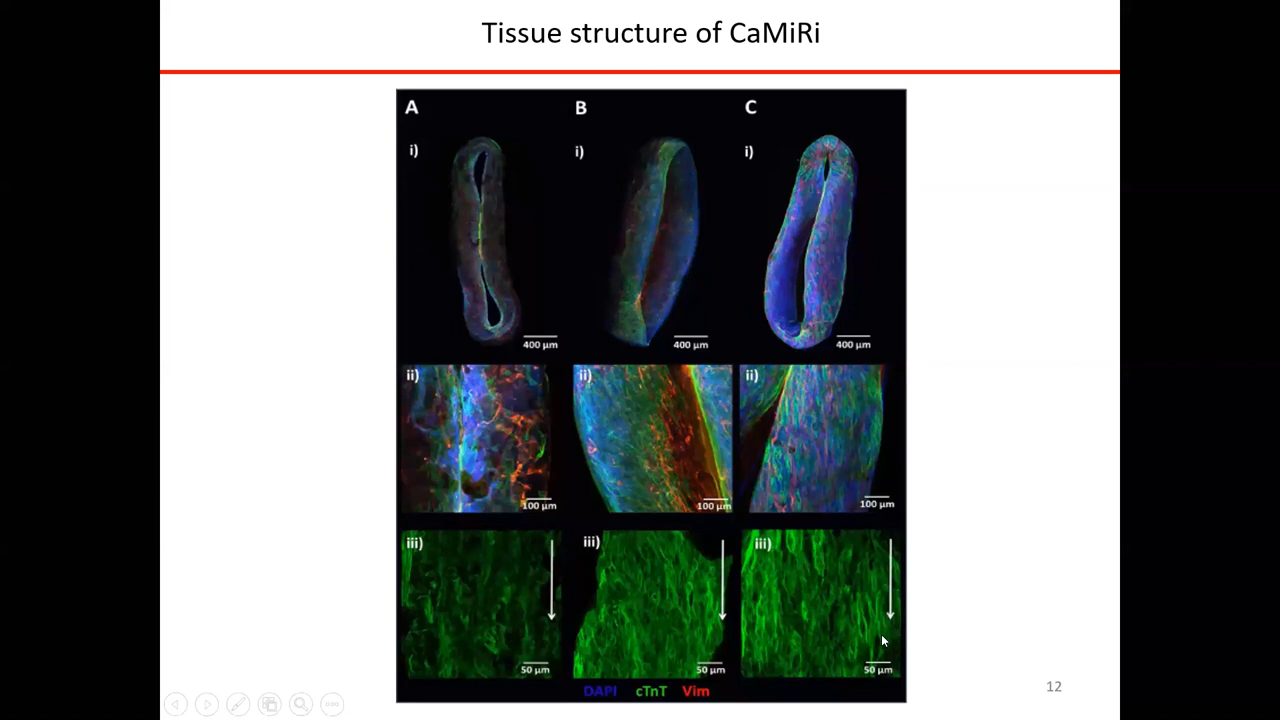 Tissue structure of CaMiRi
A B C
i) i) i)
400 µm 400 µm 400 µm
ii) ii) ii)
100 µm 100 µm 100 µm
iii) iii) iii)
50 µm 50 µm 50 µm
DAPI cTnT Vim
12